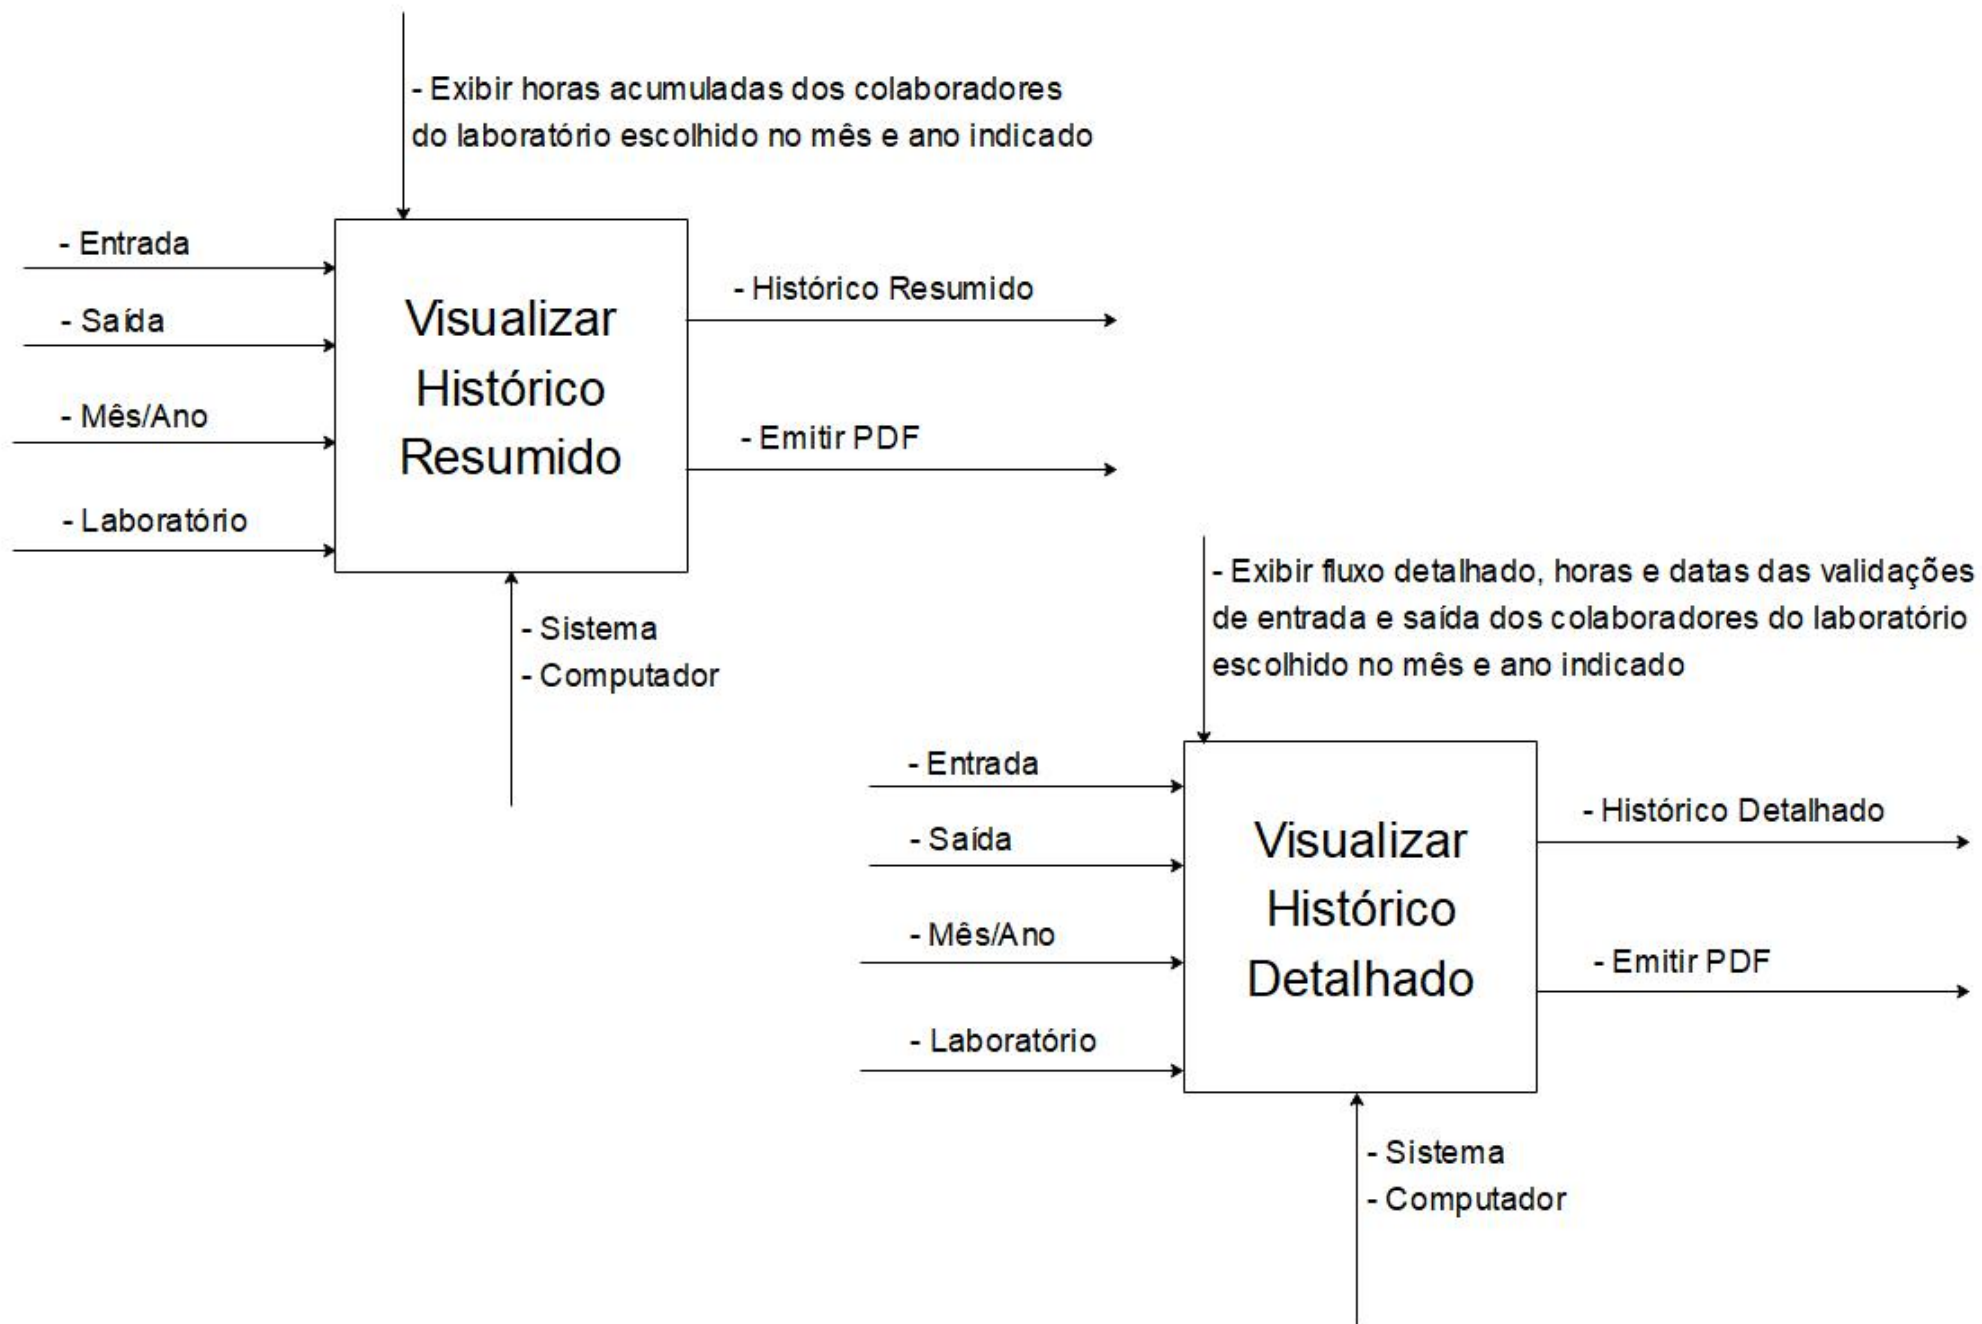 - Exibir horas acumuladas dos colaboradores
do laboratório escolhido no mês e ano indicado
- Entrada
- Saída
- Mês/Ano
- Laboratório
Visualizar
Histórico
Resumido
- Histórico Resumido
- Emitir PDF
- Sistema
- Computador
- Exibir fluxo detalhado, horas e datas das validações
de entrada e saída dos colaboradores do laboratório
escolhido no mês e ano indicado
- Entrada
- Saída
- Mês/Ano
- Laboratório
Visualizar
Histórico
Detalhado
- Histórico Detalhado
- Emitir PDF
- Sistema
- Computador